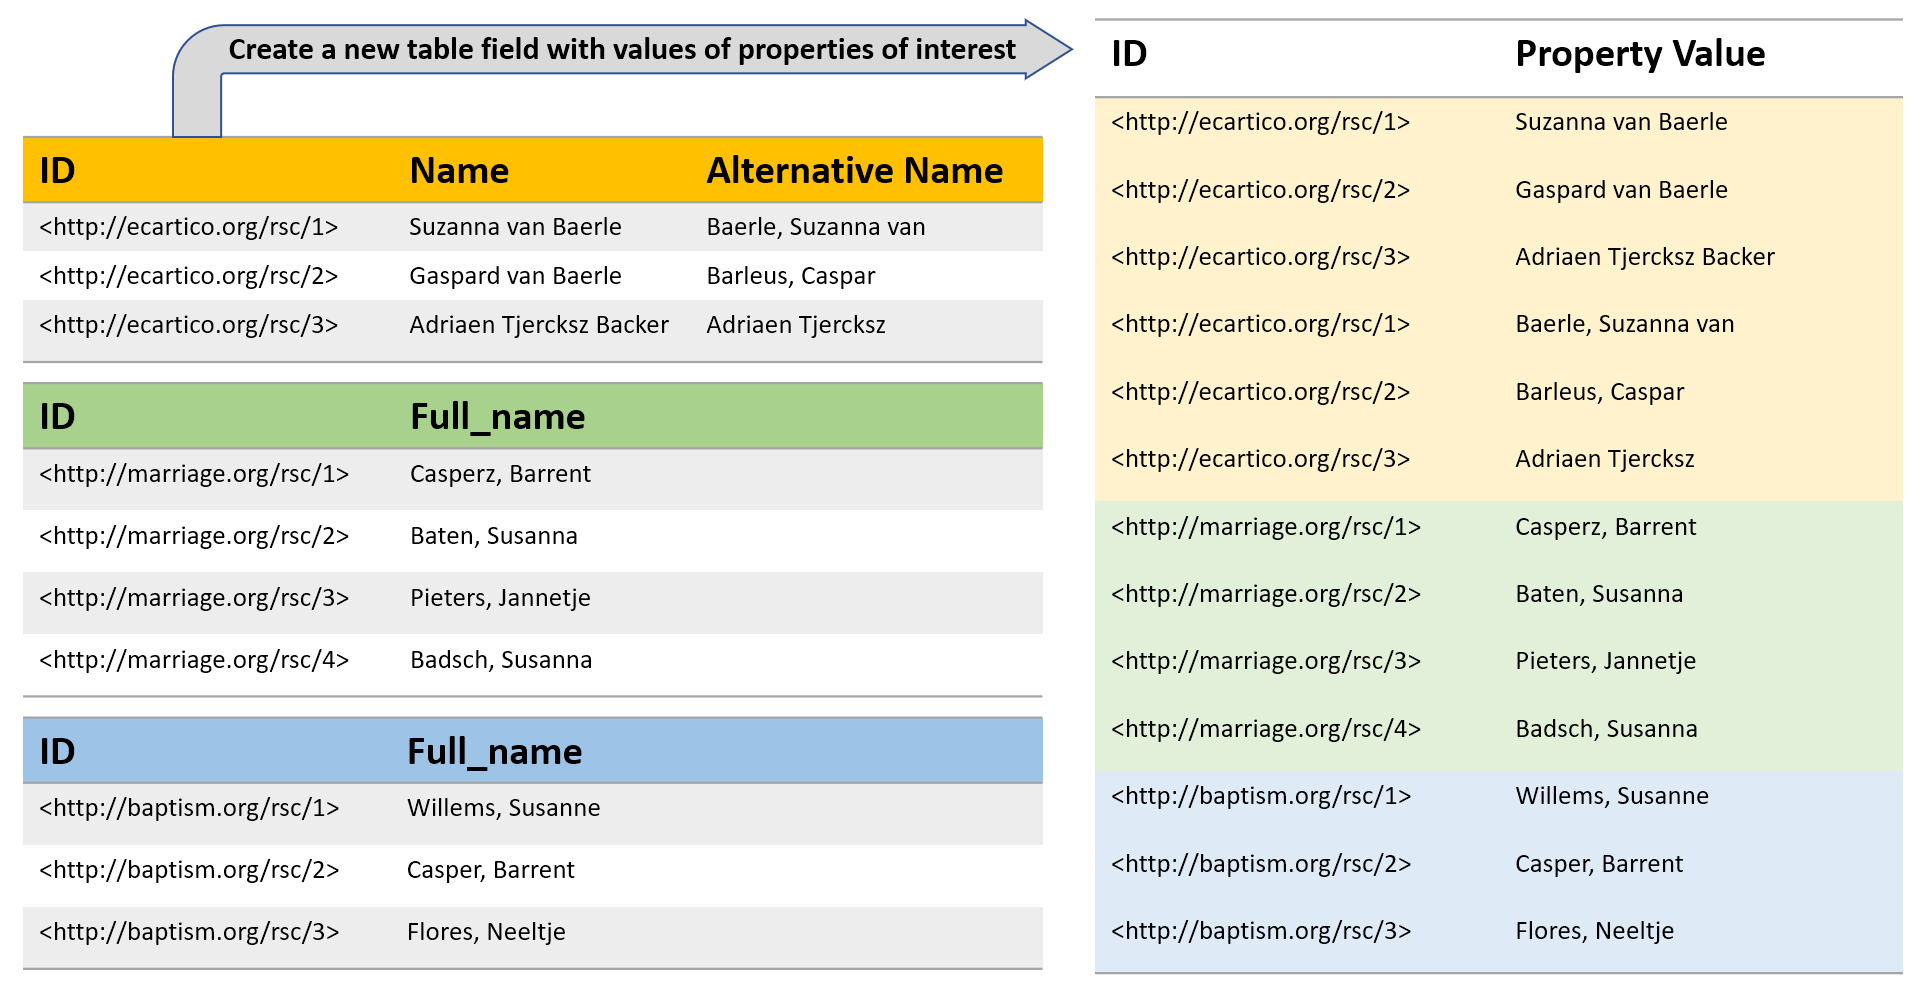 Create a new table field with values of properties of interest
ID Name Alternative Name
<http://ecartico.org/rsc/1> Suzanna van Baerle Baerle, Suzanna van
<http://ecartico.org/rsc/2> Gaspard van Baerle Barleus, Caspar
<http://ecartico.org/rsc/3> Adriaen Tjercksz Backer Adriaen Tjercksz
ID Full_name
<http://marriage.org/rsc/1> Casperz, Barrent
<http://marriage.org/rsc/2> Baten, Susanna
<http://marriage.org/rsc/3> Pieters, Jannetje
<http://marriage.org/rsc/4> Badsch, Susanna
ID Full_name
<http://baptism.org/rsc/1> Willems, Susanne
<http://baptism.org/rsc/2> Casper, Barrent
<http://baptism.org/rsc/3> Flores, Neeltje
ID Property Value
<http://ecartico.org/rsc/1> Suzanna van Baerle
<http://ecartico.org/rsc/2> Gaspard van Baerle
<http://ecartico.org/rsc/3> Adriaen Tjercksz Backer
<http://ecartico.org/rsc/1> Baerle, Suzanna van
<http://ecartico.org/rsc/2> Barleus, Caspar
<http://ecartico.org/rsc/3> Adriaen Tjercksz
<http://marriage.org/rsc/1> Casperz, Barrent
<http://marriage.org/rsc/2> Baten, Susanna
<http://marriage.org/rsc/3> Pieters, Jannetje
<http://marriage.org/rsc/4> Badsch, Susanna
<http://baptism.org/rsc/1> Willems, Susanne
<http://baptism.org/rsc/2> Casper, Barrent
<http://baptism.org/rsc/3> Flores, Neeltje